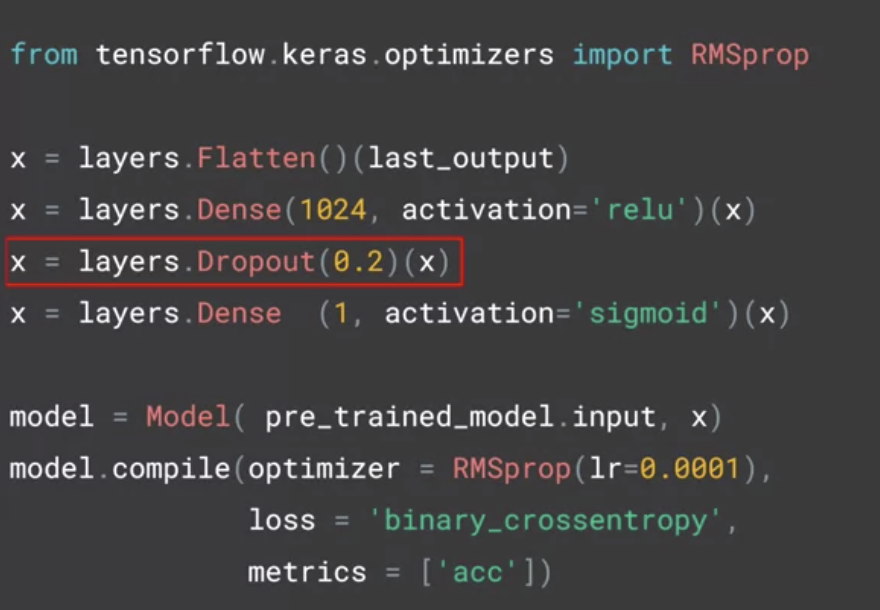 from tensorflow.keras.optimizers import RMSprop
x = layers.Flatten()(last_output)
x = layers.Dense(1024, activation='relu')(x)
x = layers.Dropout(0.2)(x)
x = layers.Dense  (1, activation='sigmoid')(x)
model = Model( pre_trained_model.input, x)
model.compile(optimizer = RMSprop(lr=0.0001),
loss = 'binary_crossentropy',
metrics = ['acc'])